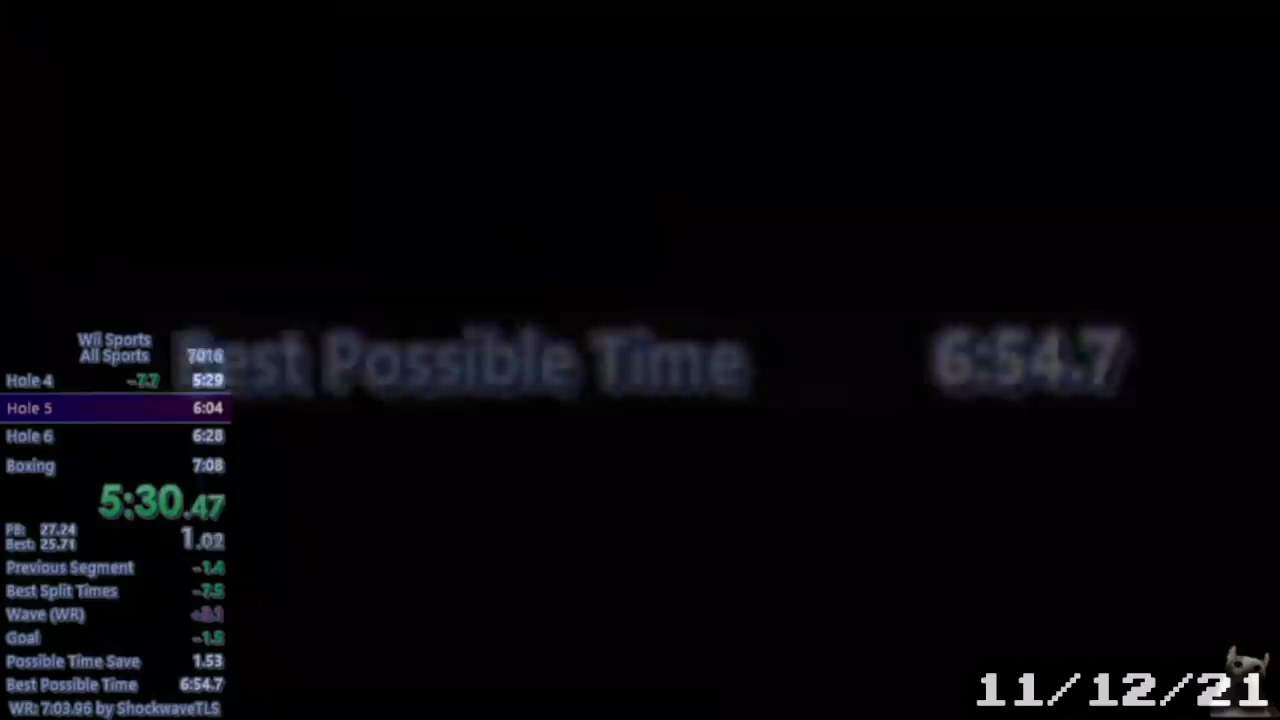 Wii Sports
All Sports 7016
Hole 4 -7.7 5:29
Hole 5 6:04
Hole 6 6:28
Boxing 7:08
5:30.47
PB: 27.24
Best: 25.71
1.02
Previous Segment -1.4
Best Split Times -7.5
Wave (WR)
Goal -1.5
Possible Time Save 1.53
Best Possible Time 6:54.7
WR: 7:03.96 by ShockwaveTLS
Best Possible Time 6:54.7
11/12/21